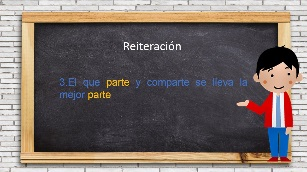 Reiteración
3.El que parte y comparte se lleva la
mejor parte